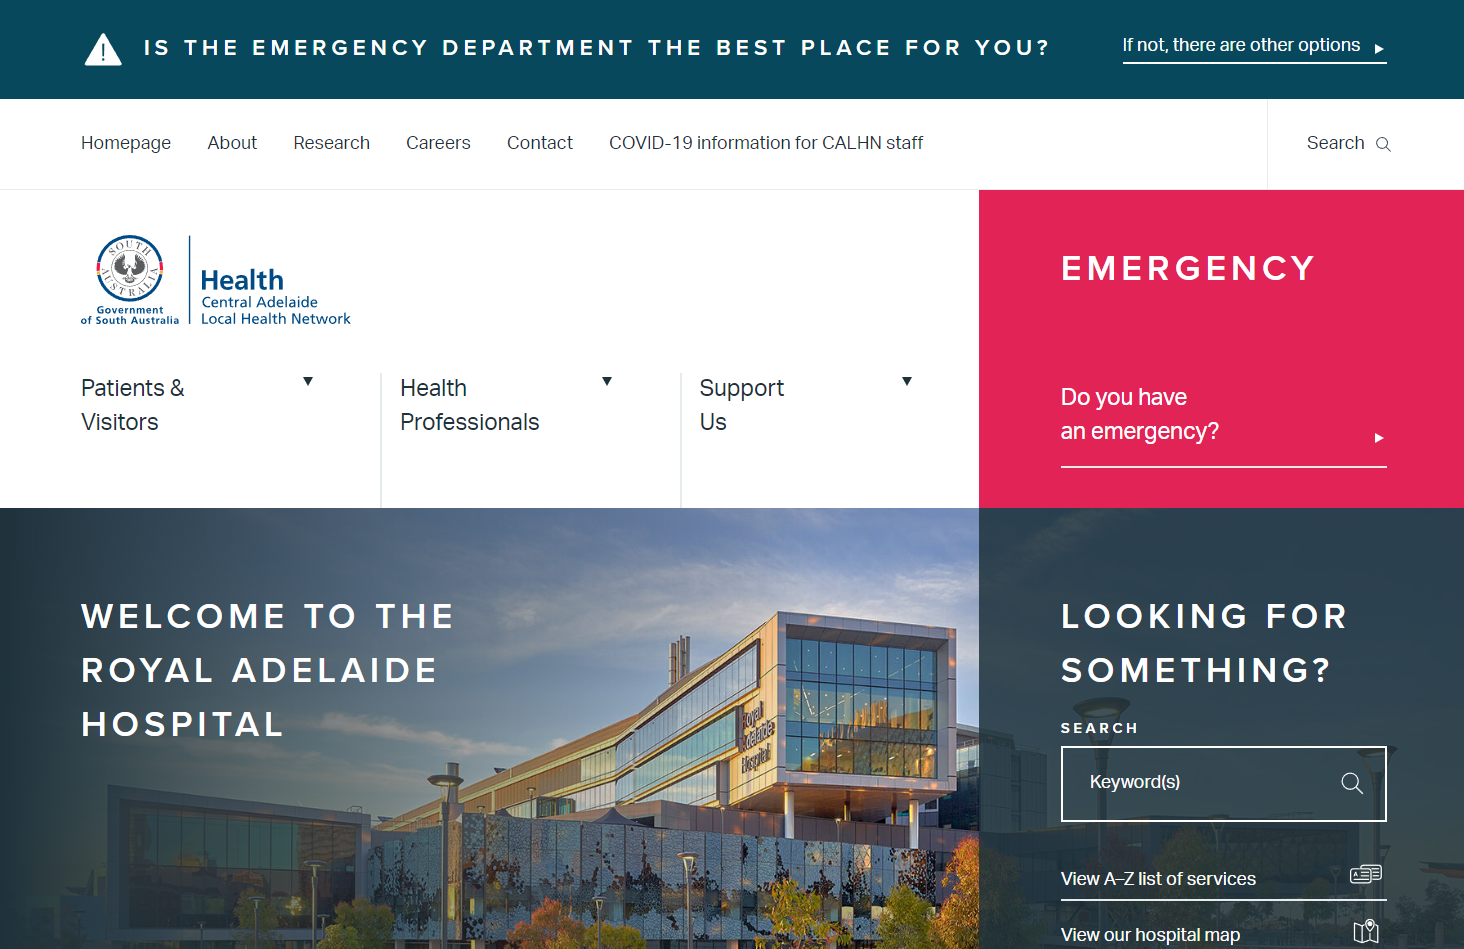 IS THE EMERGENCY DEPARTMENT THE BEST PLACE FOR YOU?
If not, there are other options
Homepage
About
Research
Careers
Contact
COVID-19 information for CALHN staff
Search
SOUTH AUSTRALIA
Government
of South Australia
Health
Central Adelaide
Local Health Network
Patients &
Visitors
Health
Professionals
Support
Us
EMERGENCY
Do you have
an emergency?
WELCOME TO THE
ROYAL ADELAIDE
HOSPITAL
Royal
Adelaide
Hospital
LOOKING FOR
SOMETHING?
SEARCH
Keyword(s)
View A–Z list of services
View our hospital map